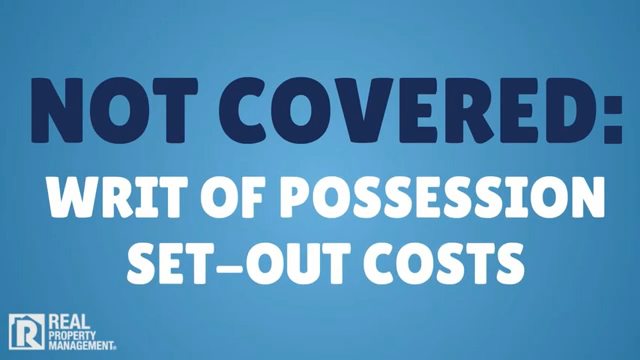 NOT COVERED:
WRIT OF POSSESSION
SET-OUT COSTS
R REAL
PROPERTY
MANAGEMENT®